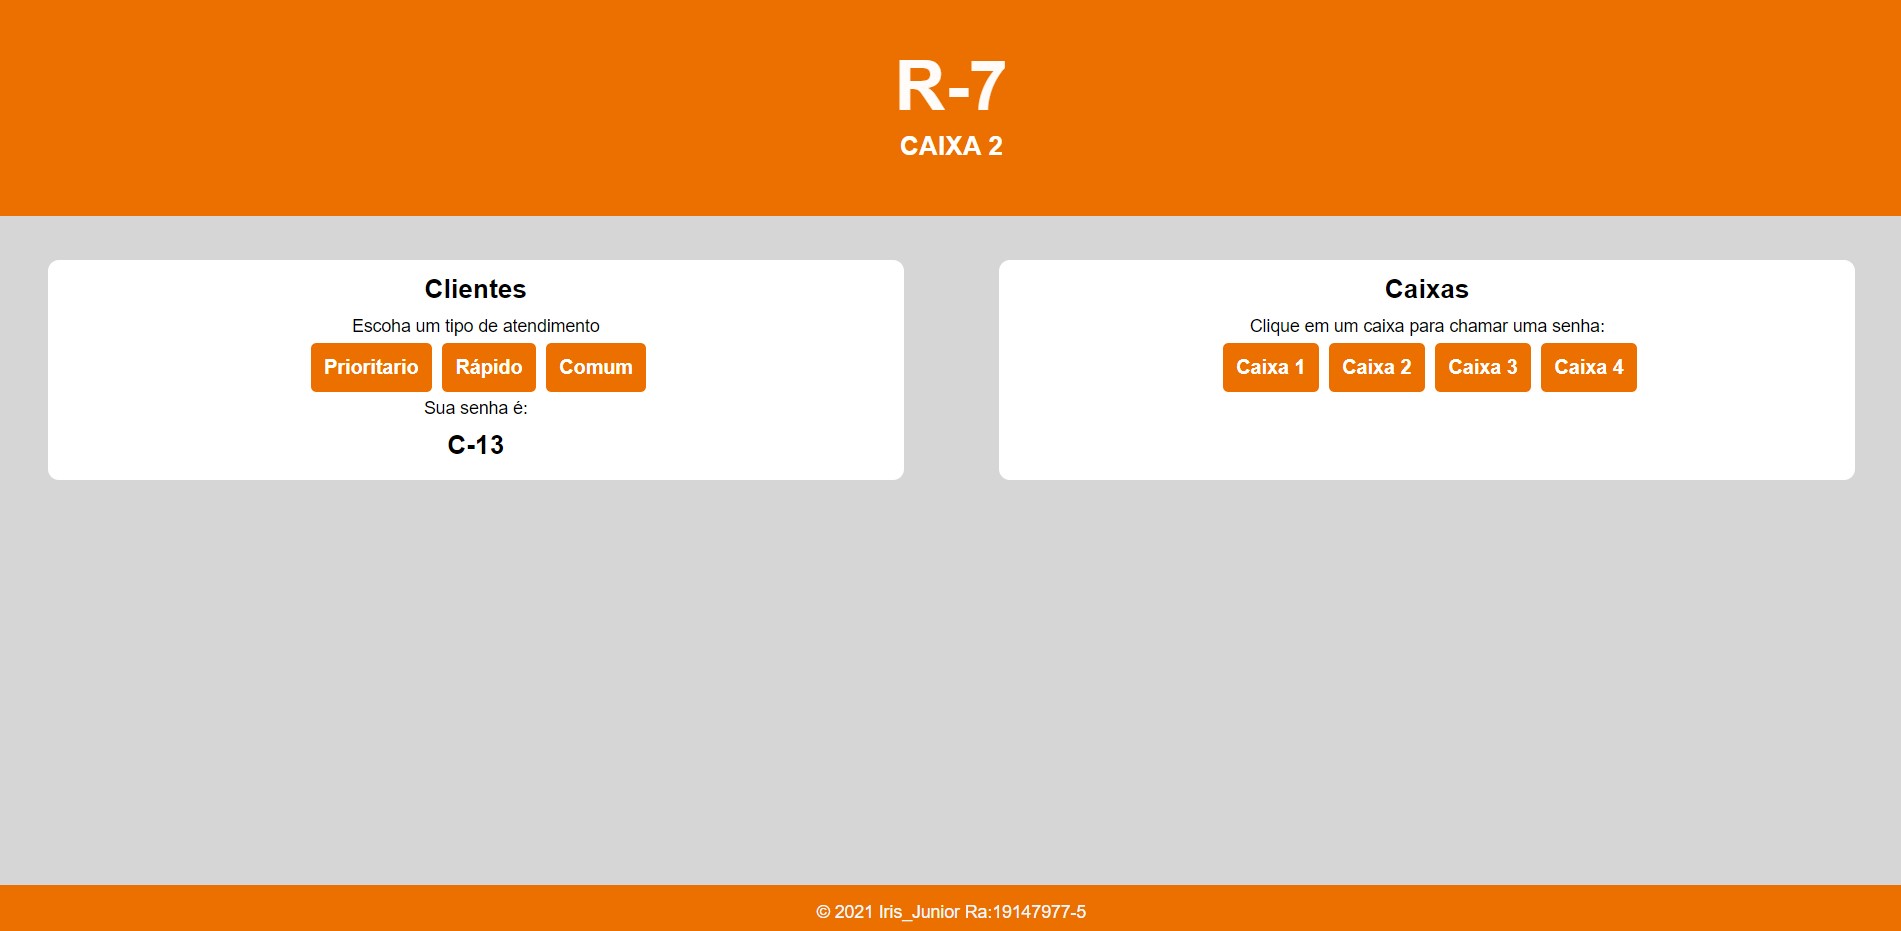 R-7
CAIXA 2
Clientes
Escoha um tipo de atendimento
Prioritario Rápido Comum
Sua senha é:
C-13
Caixas
Clique em um caixa para chamar uma senha:
Caixa 1 Caixa 2 Caixa 3 Caixa 4
© 2021 Iris_Junior Ra:19147977-5